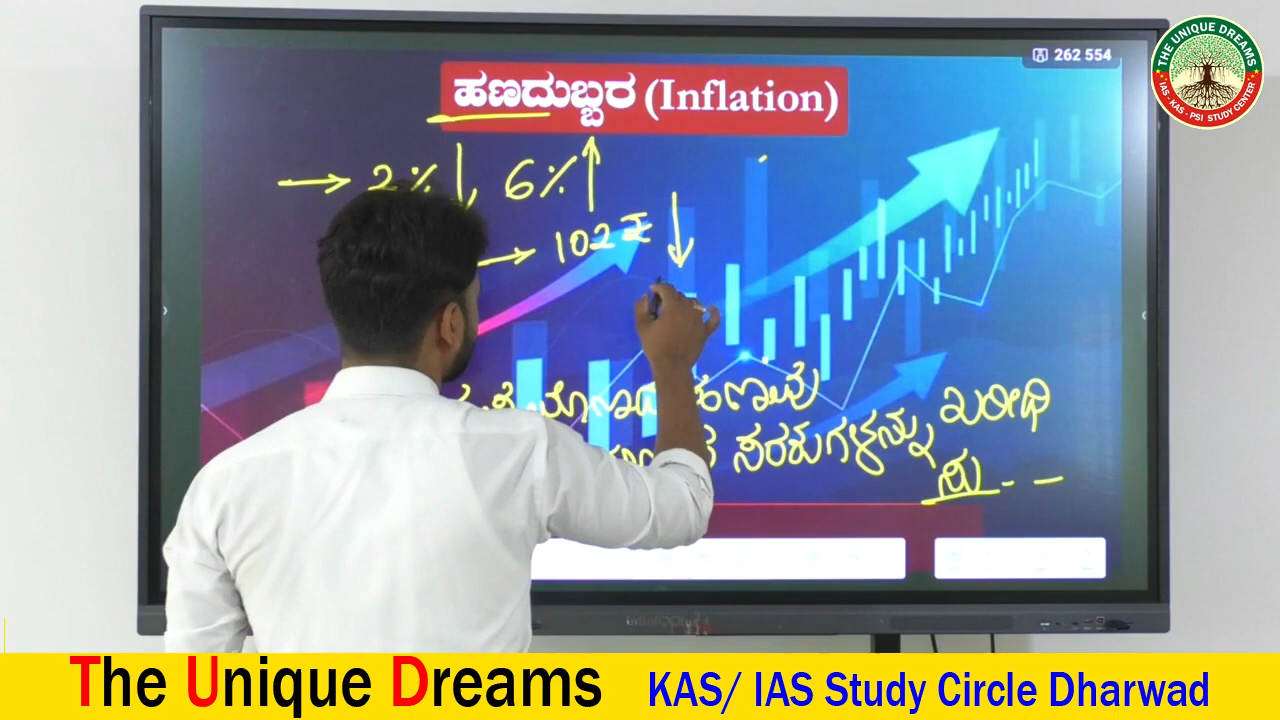 262 554
THE UNIQUE DREAMS
IAS - KAS - PSI STUDY CENTER
ಹಣದುಬ್ಬರ (Inflation)
→ 2% ↓, 6% ↑
→ 102 ₹ ↓
ಹಣವು
ಸರಕುಗಳನ್ನು ಖರೀಧಿ
The Unique Dreams KAS/ IAS Study Circle Dharwad